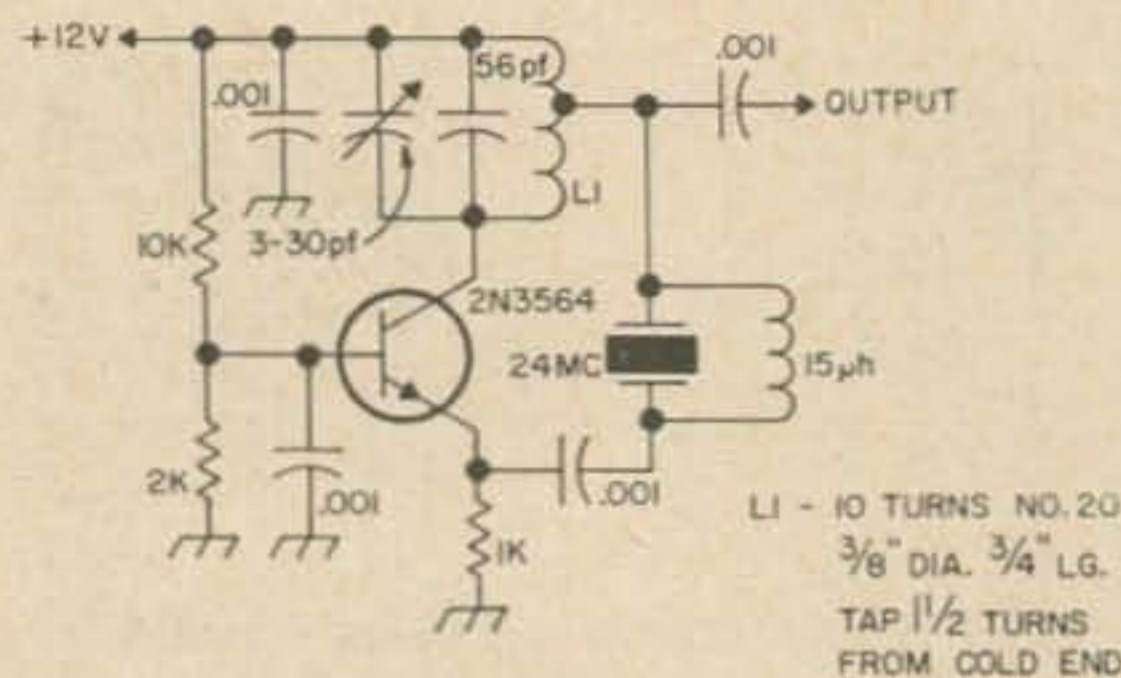 +12V
.001
56pf
.001
OUTPUT
L1
10K
3-30pf
2N3564
24MC
15µh
2K
.001
.001
1K
L1 - 10 TURNS NO. 20
3/8" DIA. 3/4" LG.
TAP 1 1/2 TURNS
FROM COLD END